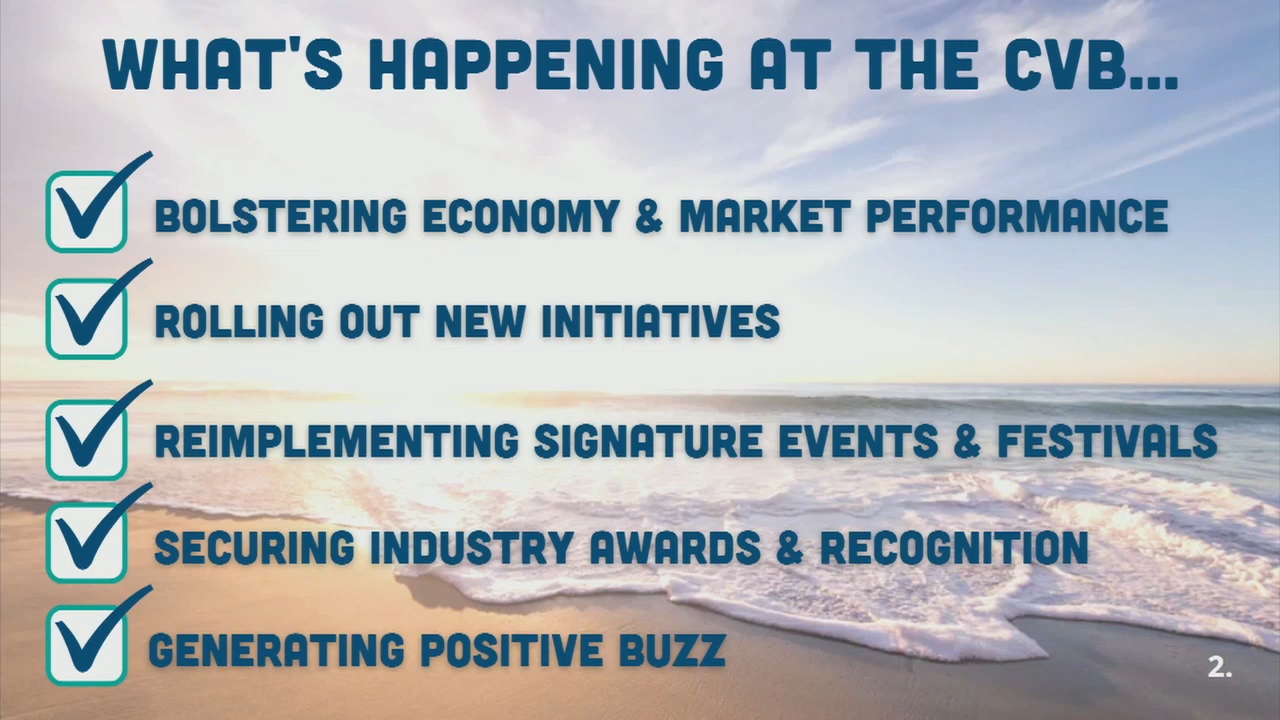 WHAT'S HAPPENING AT THE CVB...
BOLSTERING ECONOMY & MARKET PERFORMANCE
ROLLING OUT NEW INITIATIVES
REIMPLEMENTING SIGNATURE EVENTS & FESTIVALS
SECURING INDUSTRY AWARDS & RECOGNITION
GENERATING POSITIVE BUZZ
2.